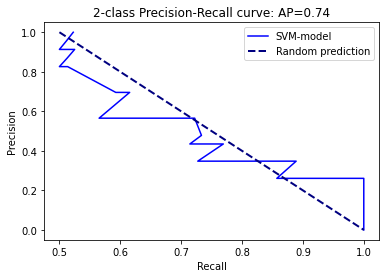 2-class Precision-Recall curve: AP=0.74
SVM-model
Random prediction
Precision
1.0
0.8
0.6
0.4
0.2
0.0
0.5 0.6 0.7 0.8 0.9 1.0
Recall